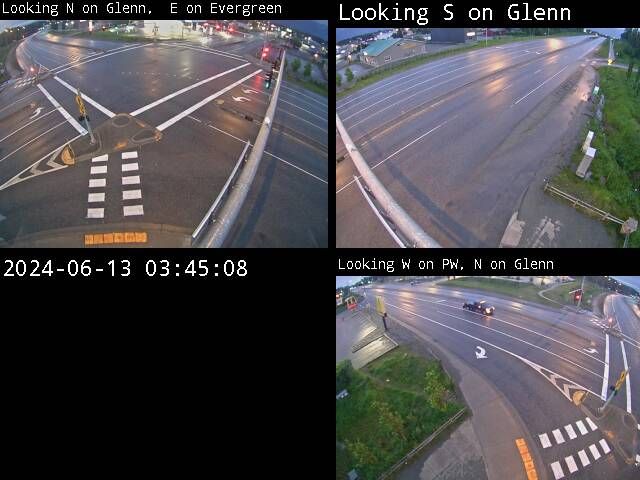 Looking N on Glenn,  E on Evergreen
Looking S on Glenn
2024-06-13 03:45:08
Looking W on PW, N on Glenn